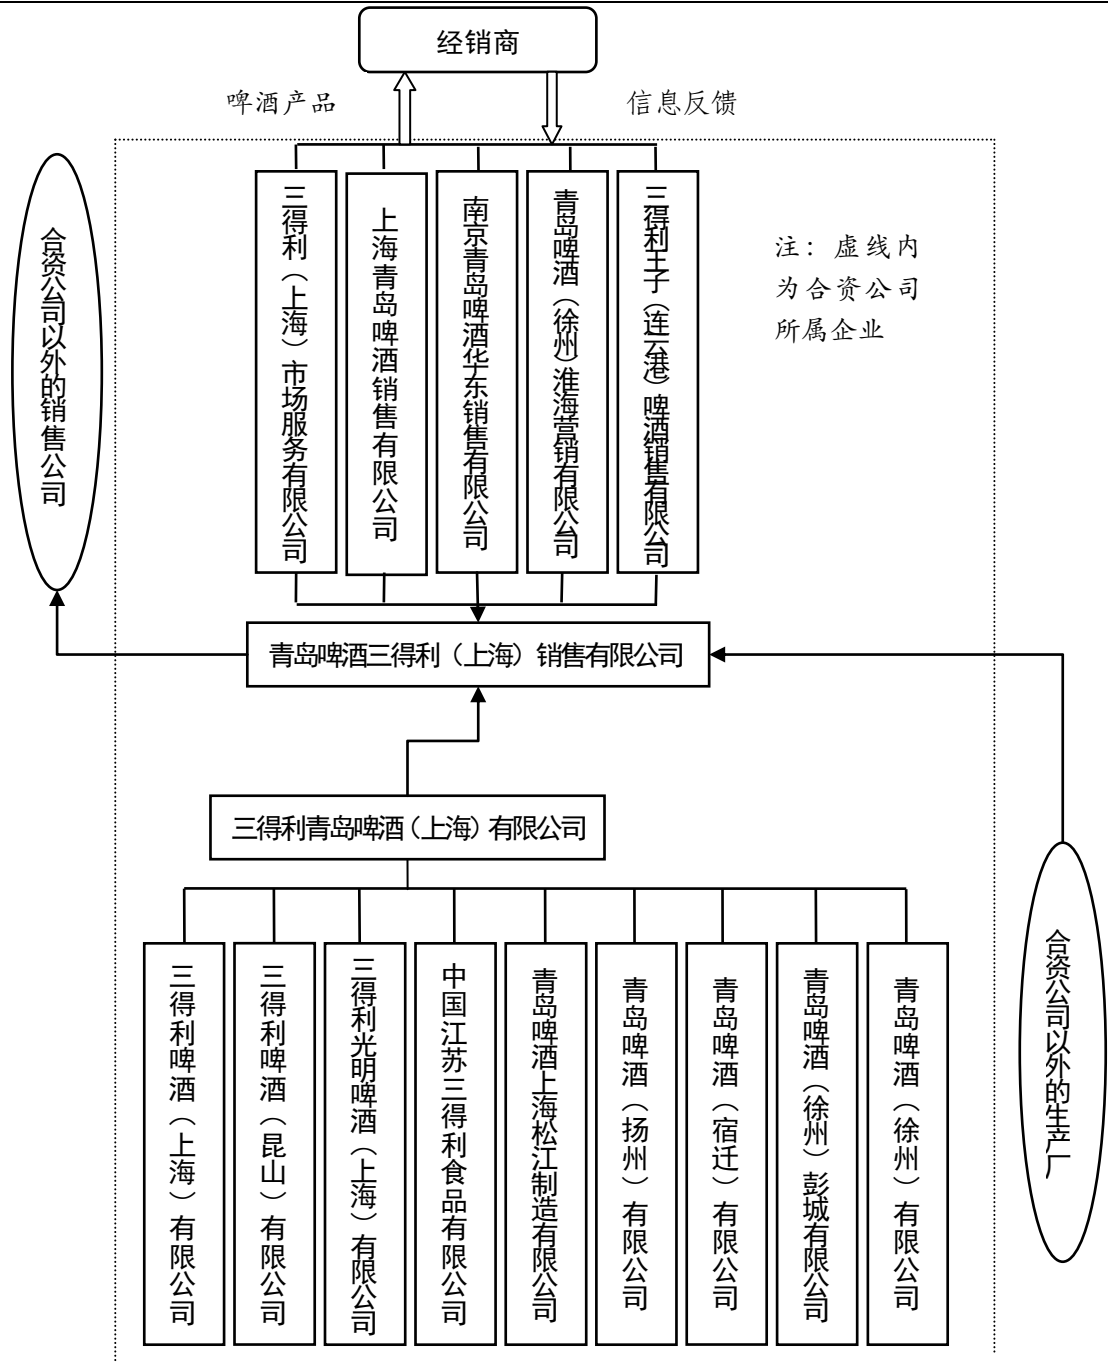 经销商
啤酒产品
信息反馈
合资公司以外的销售公司
三得利（上海）市场服务有限公司
上海青岛啤酒销售有限公司
南京青岛啤酒华东销售有限公司
青岛啤酒（徐州）淮海营销有限公司
三得利王子（连云港）啤酒销售有限公司
注：虚线内
为合资公司
所属企业
青岛啤酒三得利（上海）销售有限公司
三得利青岛啤酒（上海）有限公司
三得利啤酒（上海）有限公司
三得利啤酒（昆山）有限公司
三得利光明啤酒（上海）有限公司
中国江苏三得利食品有限公司
青岛啤酒上海松江制造有限公司
青岛啤酒（扬州）有限公司
青岛啤酒（宿迁）有限公司
青岛啤酒（徐州）彭城有限公司
青岛啤酒（徐州）有限公司
合资公司以外的生产厂